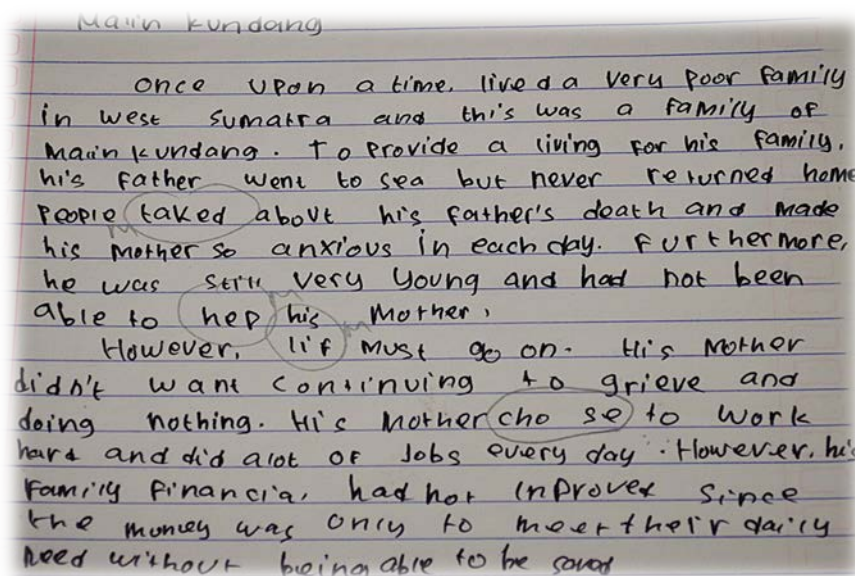 Malin Kundang
Once upon a time, lived a very poor family
in west Sumatra and this was a family of
Malin Kundang. To provide a living for his family.
his father went to sea but never returned home
people taked about his father's death and made
his mother so anxious in each day. Furthermore,
he was still very young and had not been
able to hep his Mother,
However, lif must go on. His Mother
didn't want continuing to grieve and
doing nothing. His Mother cho se to work
hard and did alot of Jobs every day. However, his
family financial had not inproved since
the money was only to meet their daily
need without being able to be saved